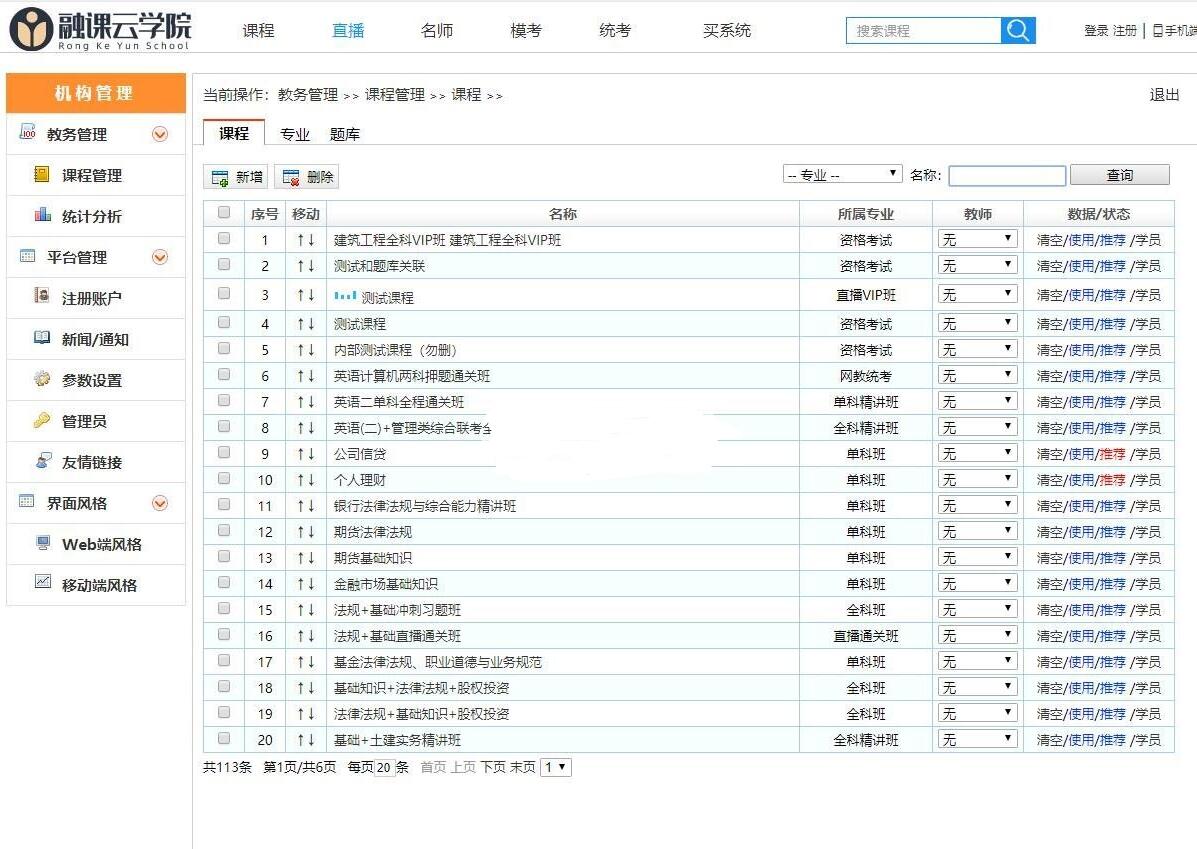 融课云学院 课程 直播 名师 模考 统考 买系统 搜索课程 登录 注册 | 手机端
Rong Ke Yun School
机构管理
教务管理
课程管理
统计分析
平台管理
注册账户
新闻/通知
参数设置
管理员
友情链接
界面风格
Web端风格
移动端风格
当前操作: 教务管理 >> 课程管理 >> 课程 >> 退出
课程 专业 题库
新增 删除 -- 专业 -- 名称: 查询
序号 移动 名称 所属专业 教师 数据/状态
1 ↑↓ 建筑工程全科VIP班 建筑工程全科VIP班 资格考试 无 清空/使用/推荐 /学员
2 ↑↓ 测试和题库关联 资格考试 无 清空/使用/推荐 /学员
3 ↑↓ 测试课程 直播VIP班 无 清空/使用/推荐 /学员
4 ↑↓ 测试课程 资格考试 无 清空/使用/推荐 /学员
5 ↑↓ 内部测试课程（勿删） 资格考试 无 清空/使用/推荐 /学员
6 ↑↓ 英语计算机两科押题通关班 网教统考 无 清空/使用/推荐 /学员
7 ↑↓ 英语二单科全程通关班 单科精讲班 无 清空/使用/推荐 /学员
8 ↑↓ 英语(二)+管理类综合联考全 全科精讲班 无 清空/使用/推荐 /学员
9 ↑↓ 公司信贷 单科班 无 清空/使用/推荐 /学员
10 ↑↓ 个人理财 单科班 无 清空/使用/推荐 /学员
11 ↑↓ 银行法律法规与综合能力精讲班 单科班 无 清空/使用/推荐 /学员
12 ↑↓ 期货法律法规 单科班 无 清空/使用/推荐 /学员
13 ↑↓ 期货基础知识 单科班 无 清空/使用/推荐 /学员
14 ↑↓ 金融市场基础知识 单科班 无 清空/使用/推荐 /学员
15 ↑↓ 法规+基础冲刺习题班 全科班 无 清空/使用/推荐 /学员
16 ↑↓ 法规+基础直播通关班 直播通关班 无 清空/使用/推荐 /学员
17 ↑↓ 基金法律法规、职业道德与业务规范 单科班 无 清空/使用/推荐 /学员
18 ↑↓ 基础知识+法律法规+股权投资 全科班 无 清空/使用/推荐 /学员
19 ↑↓ 法律法规+基础知识+股权投资 全科班 无 清空/使用/推荐 /学员
20 ↑↓ 基础+土建实务精讲班 全科精讲班 无 清空/使用/推荐 /学员
共113条 第1页/共6页 每页20条 首页 上页 下页 末页 1